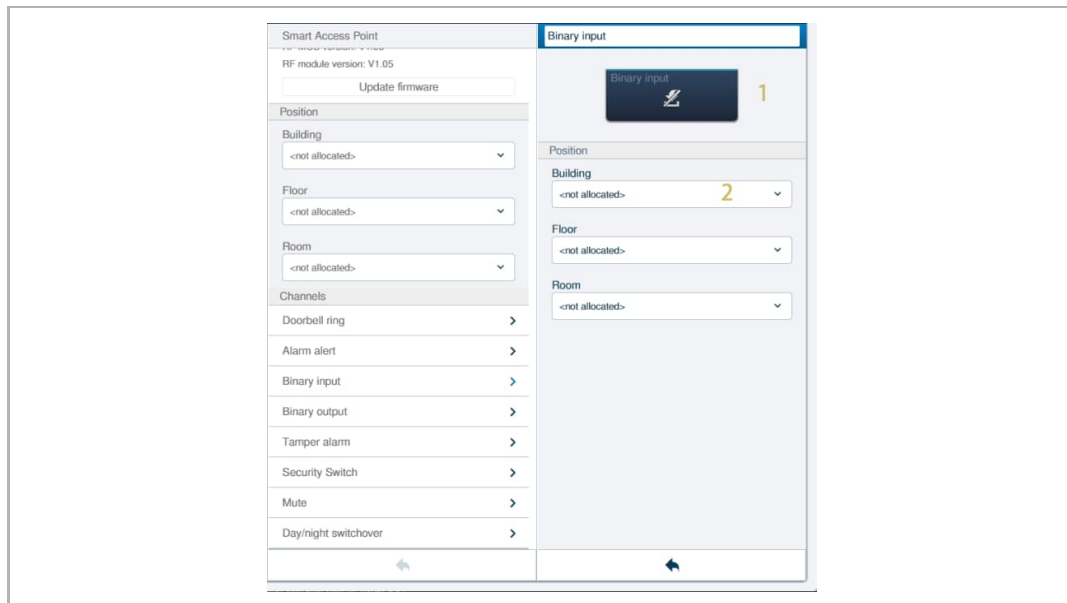 Smart Access Point
RF module version: V1.05
Update firmware
Position
Building
<not allocated>
Floor
<not allocated>
Room
<not allocated>
Channels
Doorbell ring
Alarm alert
Binary input
Binary output
Tamper alarm
Security Switch
Mute
Day/night switchover
Binary input
Binary input
1
Position
Building
<not allocated>
2
Floor
<not allocated>
Room
<not allocated>